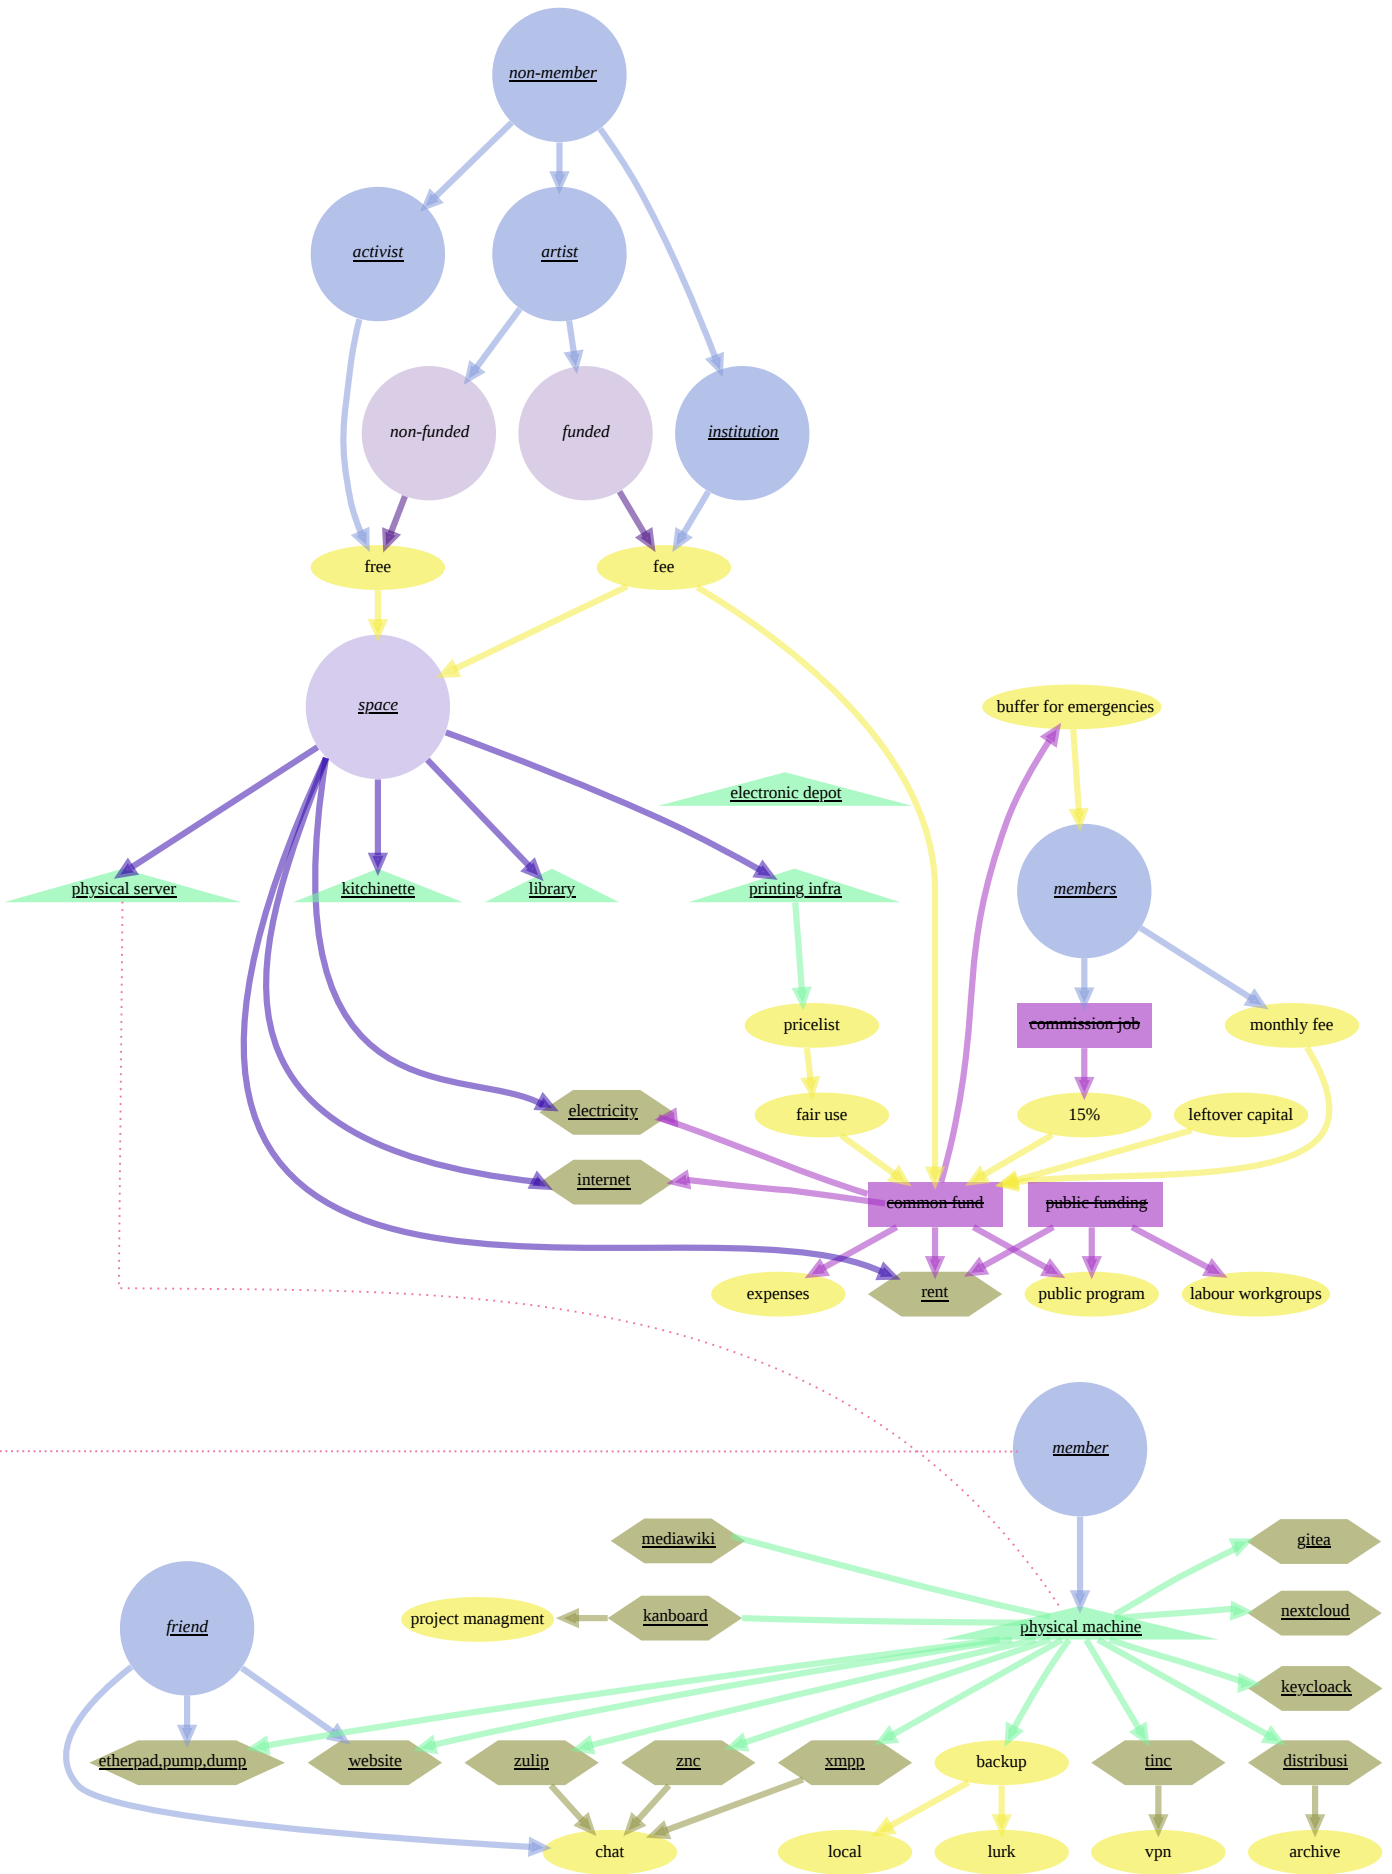 non-member
activist
artist
non-funded
funded
institution
free
fee
space
buffer for emergencies
electronic depot
physical server
kitchinette
library
printing infra
members
pricelist
commission job
monthly fee
electricity
fair use
15%
leftover capital
internet
common fund
public funding
expenses
rent
public program
labour workgroups
member
mediawiki
gitea
project managment
kanboard
nextcloud
friend
physical machine
keycloack
etherpad,pump,dump
website
zulip
znc
xmpp
backup
tinc
distribusi
chat
local
lurk
vpn
archive